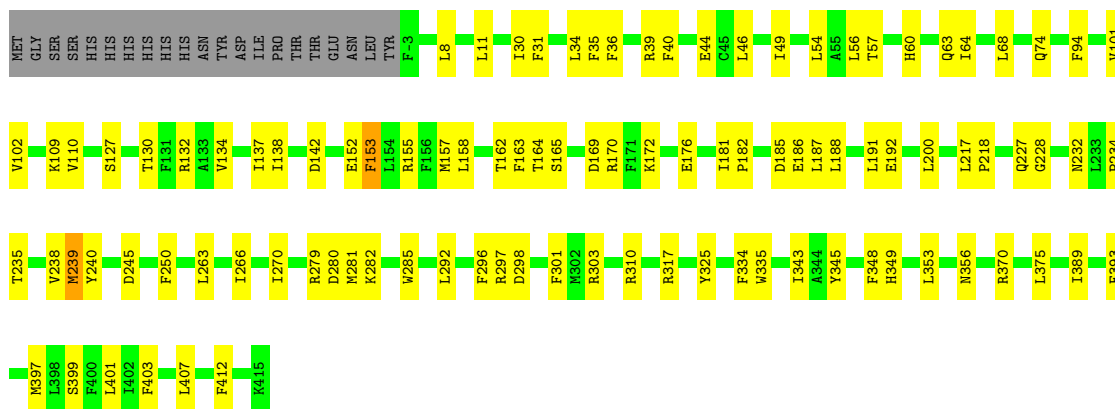 MET GLY SER SER HIS HIS HIS HIS HIS HIS ASN TYR ASP ILE PRO THR THR GLU ASN LEU TYR F-3 L8 L11 I30 F31 L34 F35 F36 R39 F40 E44 C45 L46 I49 L54 A55 L56 T57 H60 Q63 I64 L68 Q74 F94 V101
V102 K109 V110 S127 T130 F131 R132 A133 V134 I137 I138 D142 E152 F153 L154 R155 F156 M157 L158 T162 F163 T164 S165 D169 R170 F171 K172 E176 I181 P182 D185 E186 L187 L188 L191 E192 L200 L217 P218 Q227 G228 N232 L233
T235 V238 M239 Y240 D245 F250 L263 I266 I270 R279 D280 M281 K282 W285 L292 F296 R297 D298 F301 M302 R303 R310 R317 Y325 F334 W335 I343 A344 Y345 F348 H349 L353 N356 R370 L375 I389
M397 L398 S399 F400 L401 I402 F403 L407 F412 K415